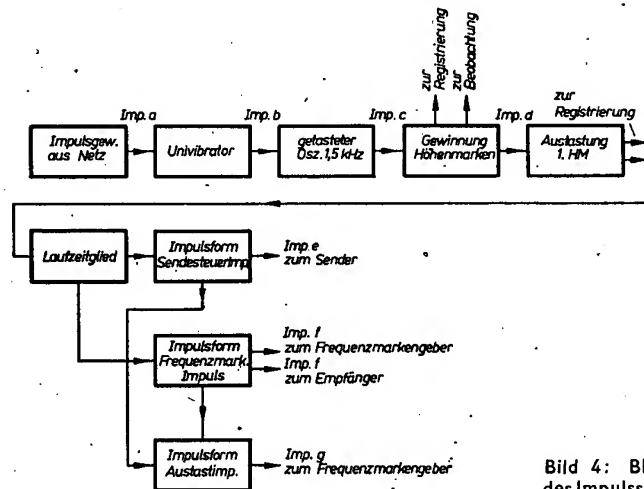 zur
Registrierung
zur
Beobachtung
zur
Registrierung
Imp. a
Imp. b
Imp. c
Imp. d
Impulsgew.
aus Netz
Univibrator
getasteter
Osz. 1,5 kHz
Gewinnung
Höhenmarken
Austastung
1. HM
Laufzeitglied
Impulsform
Sendesteuerimp.
Imp. e
zum Sender
Impulsform
Frequenzmark.
Impuls
Imp. f
zum Frequenzmarkengeber
Imp. f
zum Empfänger
Impulsform
Austastimp.
Imp. g
zum Frequenzmarkengeber
Bild 4: